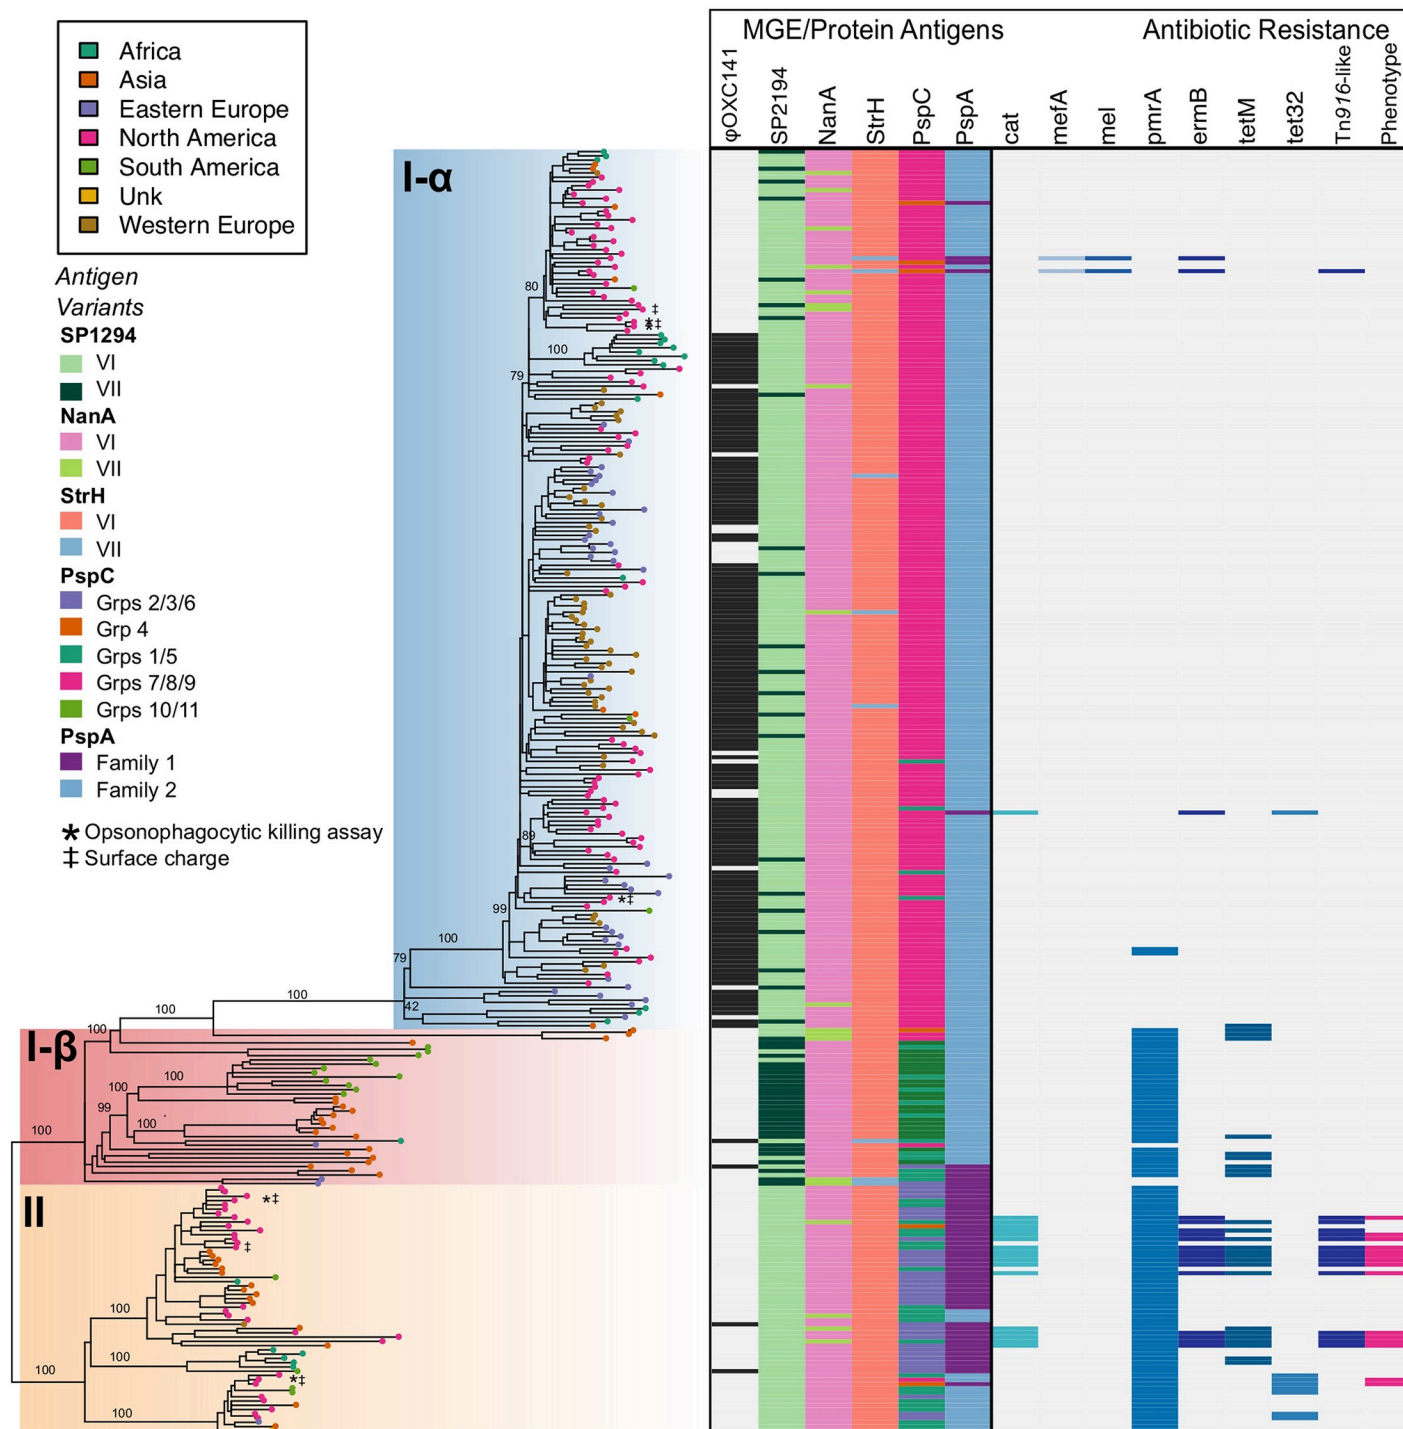 Africa
Asia
Eastern Europe
North America
South America
Unk
Western Europe
Antigen
Variants
SP1294
VI
VII
NanA
VI
VII
StrH
VI
VII
PspC
Grps 2/3/6
Grp 4
Grps 1/5
Grps 7/8/9
Grps 10/11
PspA
Family 1
Family 2
* Opsonophagocytic killing assay
‡ Surface charge
MGE/Protein Antigens
Antibiotic Resistance
φOXC141
SP2194
NanA
StrH
PspC
PspA
cat
mefA
mel
pmrA
ermB
tetM
tet32
Tn916-like
Phenotype
I-α
80
‡
*‡
100
79
89
*‡
99
100
79
42
100
100
100
I-β
100
100
99
100
100
II
*‡
‡
100
100
100
*‡
100